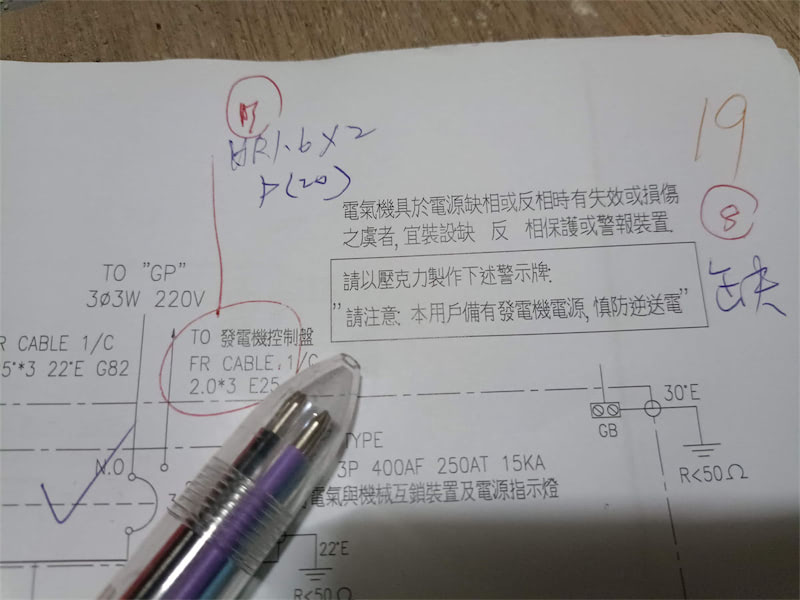 19
HR1.6×2
P(20)
電氣機具於電源缺相或反相時有失效或損傷
之虞者, 宜裝設缺 反 相保護或警報裝置.
8
缺
請以壓克力製作下述警示牌:
"請注意: 本用戶備有發電機電源, 慎防逆送電"
TO "GP"
3ø3W 220V
R CABLE 1/C
5°*3 22°E G82
TO 發電機控制盤
FR CABLE, 1/C
2.0*3 E25
30°E
GB
R<50Ω
TYPE
3P 400AF 250AT 15KA
電氣與機械互鎖裝置及電源指示燈
N.O
22°E
R<50Ω